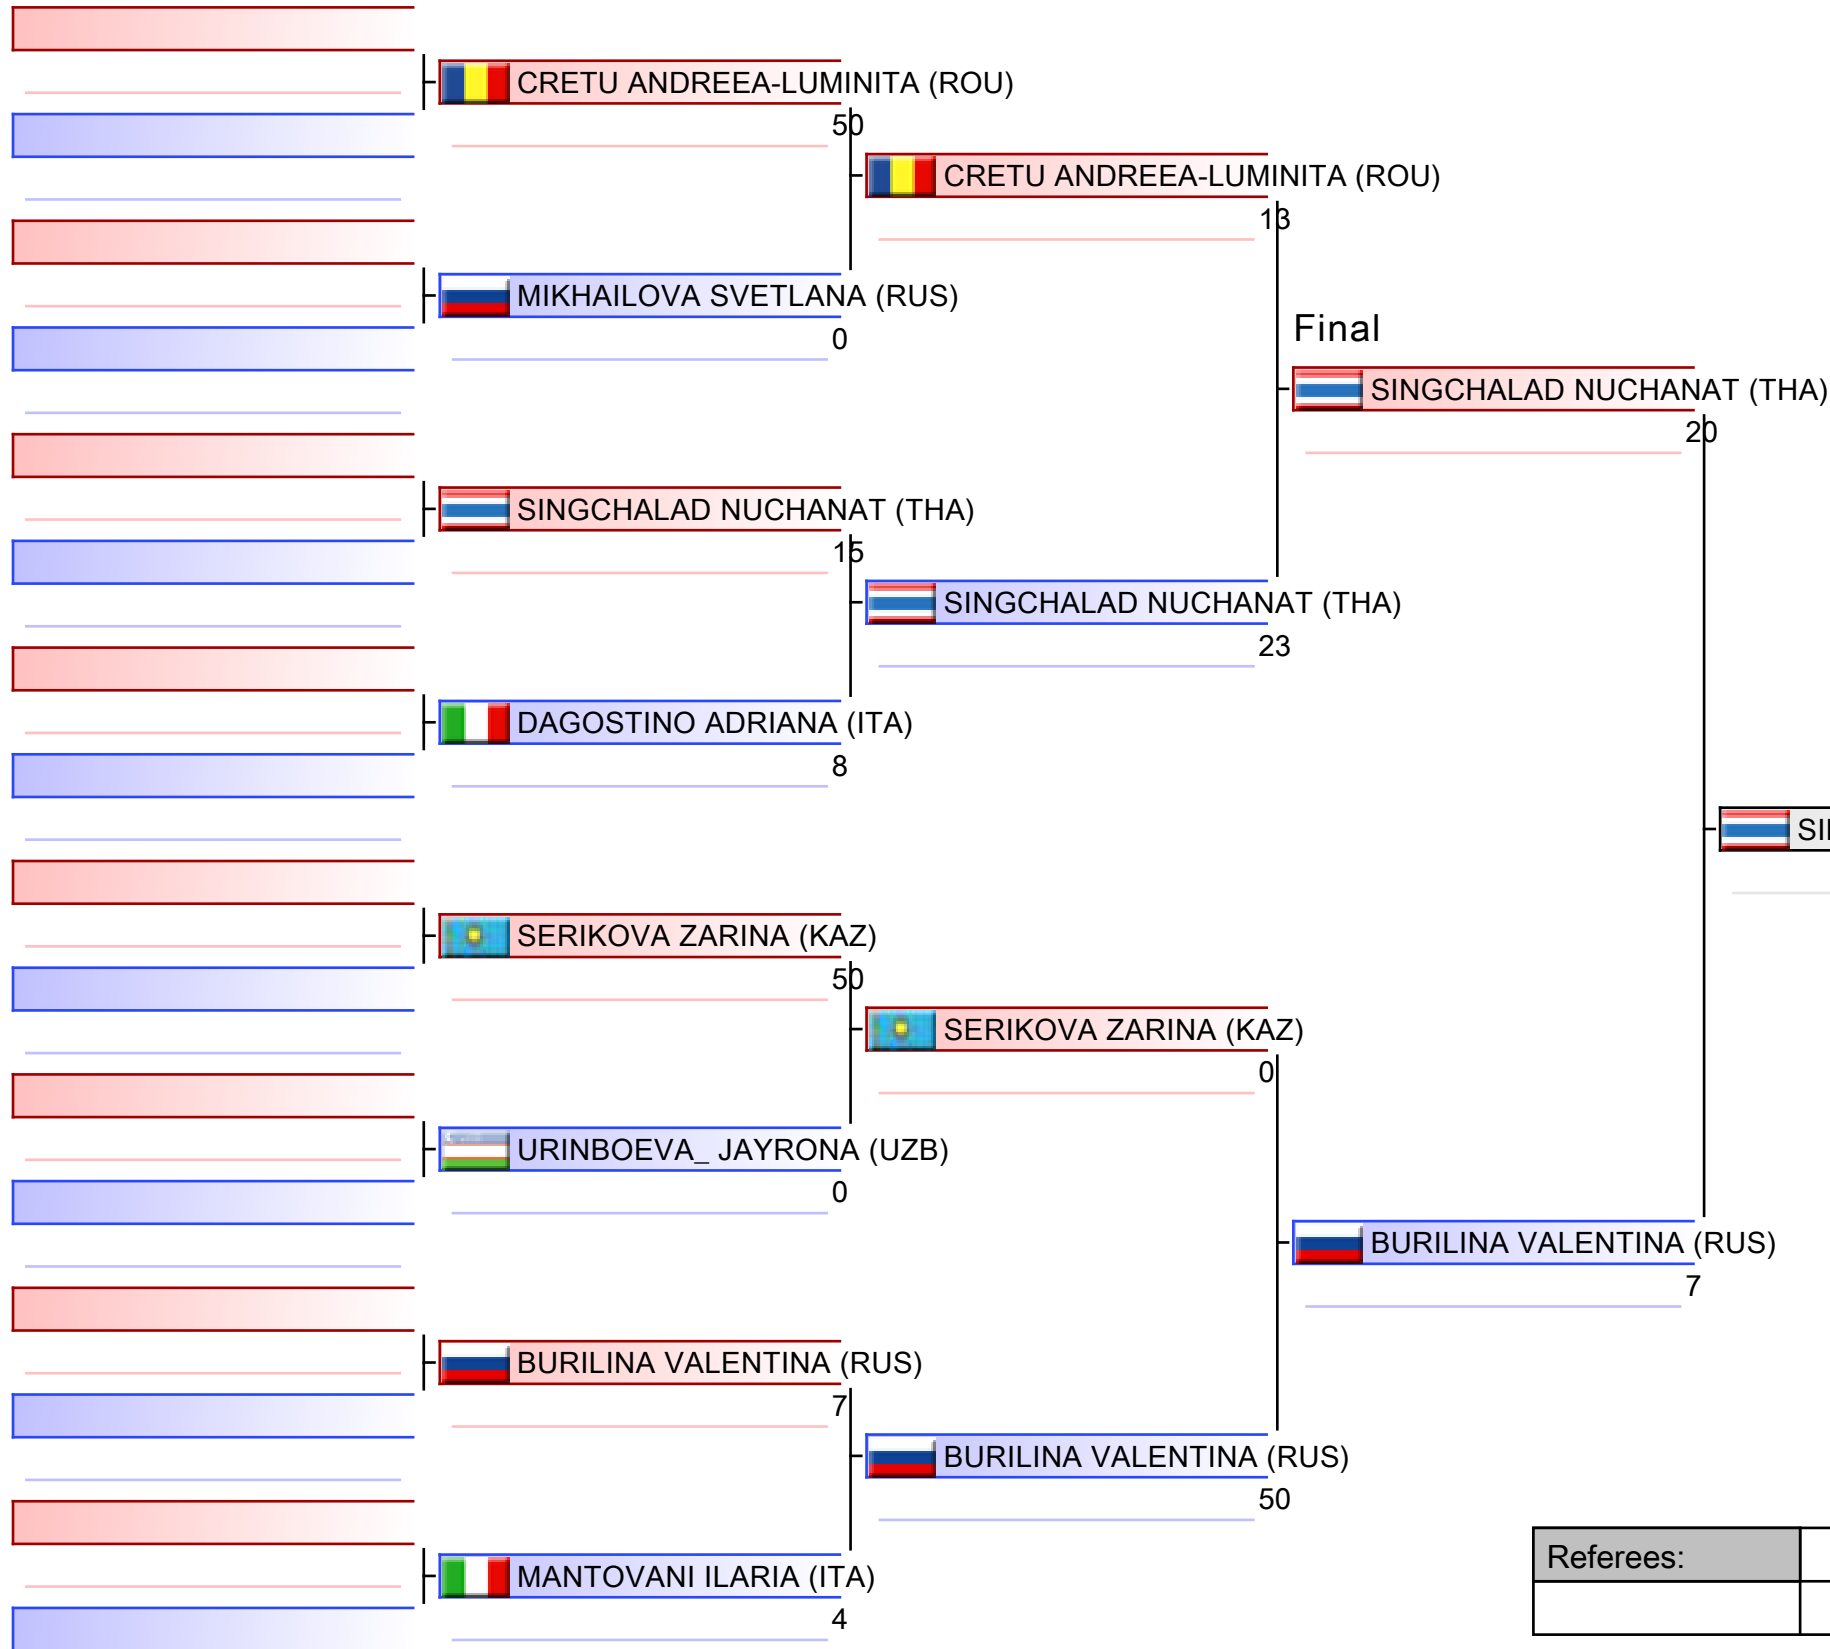 CRETU ANDREEA-LUMINITA (ROU)
50
CRETU ANDREEA-LUMINITA (ROU)
13
MIKHAILOVA SVETLANA (RUS)
0
Final
SINGCHALAD NUCHANAT (THA)
20
SINGCHALAD NUCHANAT (THA)
15
SINGCHALAD NUCHANAT (THA)
23
DAGOSTINO ADRIANA (ITA)
8
SERIKOVA ZARINA (KAZ)
50
SERIKOVA ZARINA (KAZ)
0
URINBOEVA_ JAYRONA (UZB)
0
BURILINA VALENTINA (RUS)
7
BURILINA VALENTINA (RUS)
7
BURILINA VALENTINA (RUS)
50
MANTOVANI ILARIA (ITA)
4
Referees: